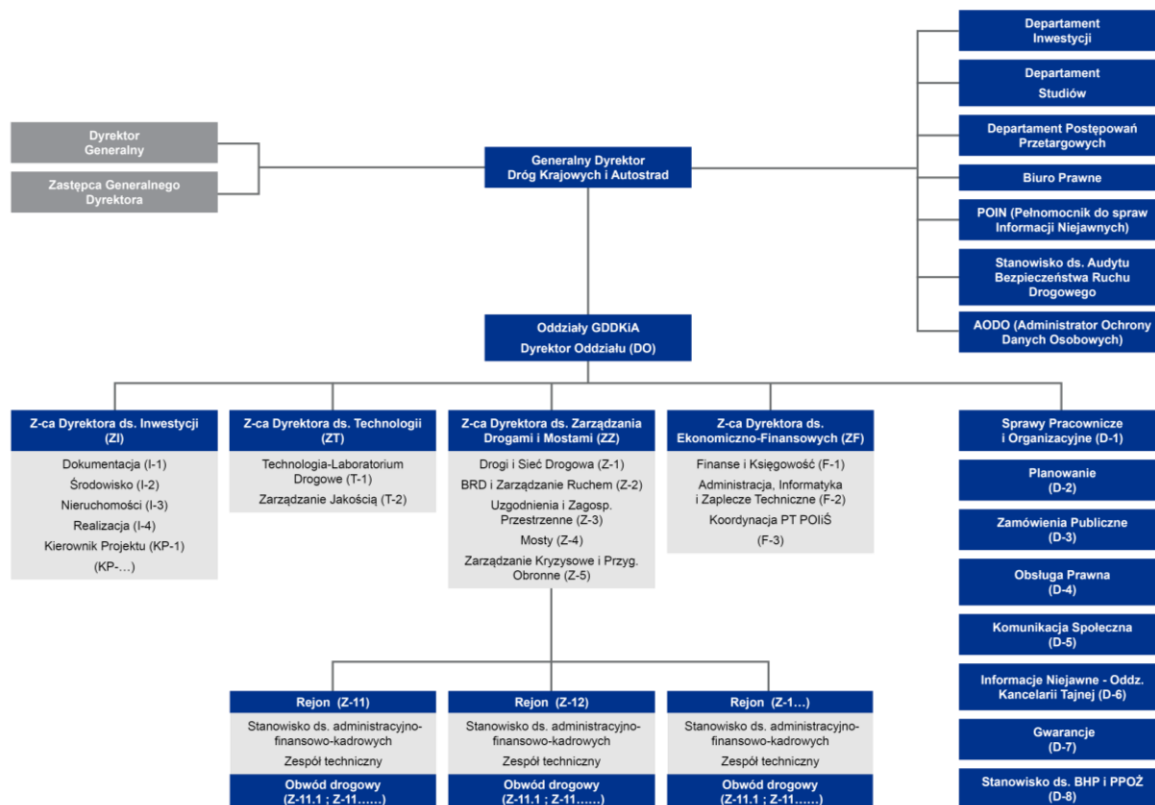 Departament
Inwestycji
Departament
Studiów
Departament Postępowań
Przetargowych
Biuro Prawne
POIN (Pełnomocnik do spraw
Informacji Niejawnych)
Stanowisko ds. Audytu
Bezpieczeństwa Ruchu
Drogowego
AODO (Administrator Ochrony
Danych Osobowych)
Dyrektor
Generalny
Zastępca Generalnego
Dyrektora
Generalny Dyrektor
Dróg Krajowych i Autostrad
Oddziały GDDKiA
Dyrektor Oddziału (DO)
Z-ca Dyrektora ds. Inwestycji
(ZI)
Dokumentacja (I-1)
Środowisko (I-2)
Nieruchomości (I-3)
Realizacja (I-4)
Kierownik Projektu (KP-1)
(KP-...)
Z-ca Dyrektora ds. Technologii
(ZT)
Technologia-Laboratorium
Drogowe (T-1)
Zarządzanie Jakością (T-2)
Z-ca Dyrektora ds. Zarządzania
Drogami i Mostami (ZZ)
Drogi i Sieć Drogowa (Z-1)
BRD i Zarządzanie Ruchem (Z-2)
Uzgodnienia i Zagosp.
Przestrzenne (Z-3)
Mosty (Z-4)
Zarządzanie Kryzysowe i Przyg.
Obronne (Z-5)
Z-ca Dyrektora ds.
Ekonomiczno-Finansowych (ZF)
Finanse i Księgowość (F-1)
Administracja, Informatyka
i Zaplecze Techniczne (F-2)
Koordynacja PT POIiŚ
(F-3)
Sprawy Pracownicze
i Organizacyjne (D-1)
Planowanie
(D-2)
Zamówienia Publiczne
(D-3)
Obsługa Prawna
(D-4)
Komunikacja Społeczna
(D-5)
Informacje Niejawne - Oddz.
Kancelarii Tajnej (D-6)
Gwarancje
(D-7)
Stanowisko ds. BHP i PPOŻ
(D-8)
Rejon (Z-11)
Stanowisko ds. administracyjno-
finansowo-kadrowych
Zespół techniczny
Obwód drogowy
(Z-11.1 ; Z-11......)
Rejon (Z-12)
Stanowisko ds. administracyjno-
finansowo-kadrowych
Zespół techniczny
Obwód drogowy
(Z-11.1 ; Z-11......)
Rejon (Z-1...)
Stanowisko ds. administracyjno-
finansowo-kadrowych
Zespół techniczny
Obwód drogowy
(Z-11.1 ; Z-11......)